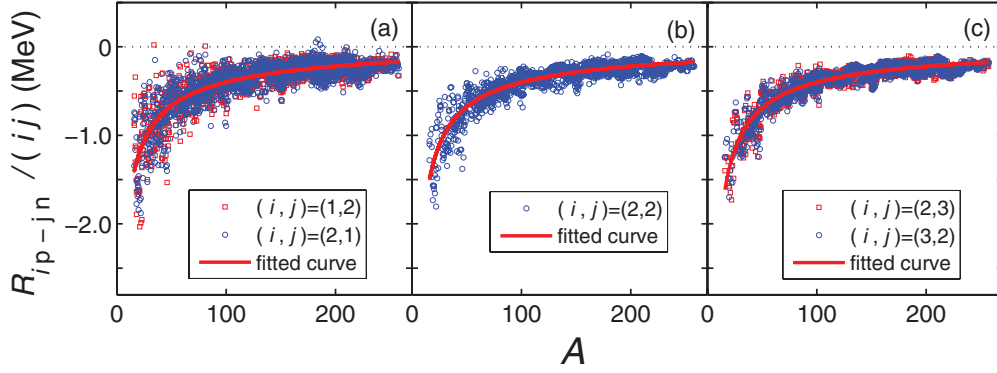 R_{ip-jn} / (ij) (MeV)
0
-1.0
-2.0
(a)
( i , j )=(1,2)
( i , j )=(2,1)
fitted curve
(b)
( i , j )=(2,2)
fitted curve
(c)
( i , j )=(2,3)
( i , j )=(3,2)
fitted curve
0 100 200 0 100 200 0 100 200
A